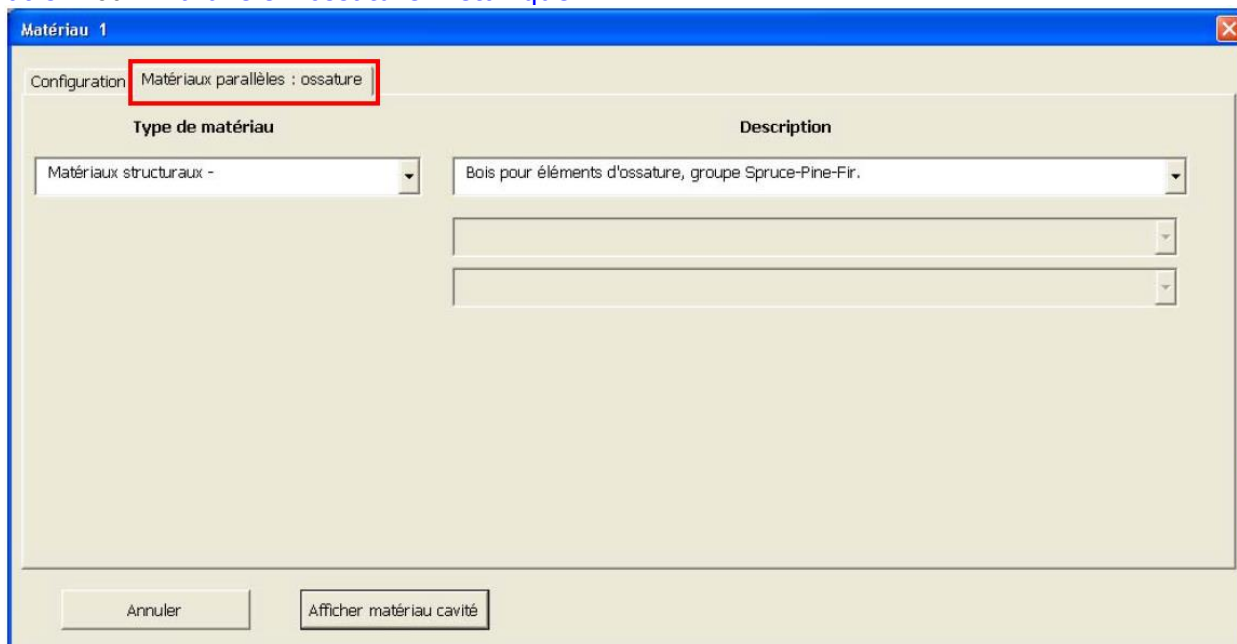 Matériau 1
Configuration
Matériaux parallèles : ossature
Type de matériau
Description
Matériaux structuraux -
Bois pour éléments d'ossature, groupe Spruce-Pine-Fir.
Annuler
Afficher matériau cavité